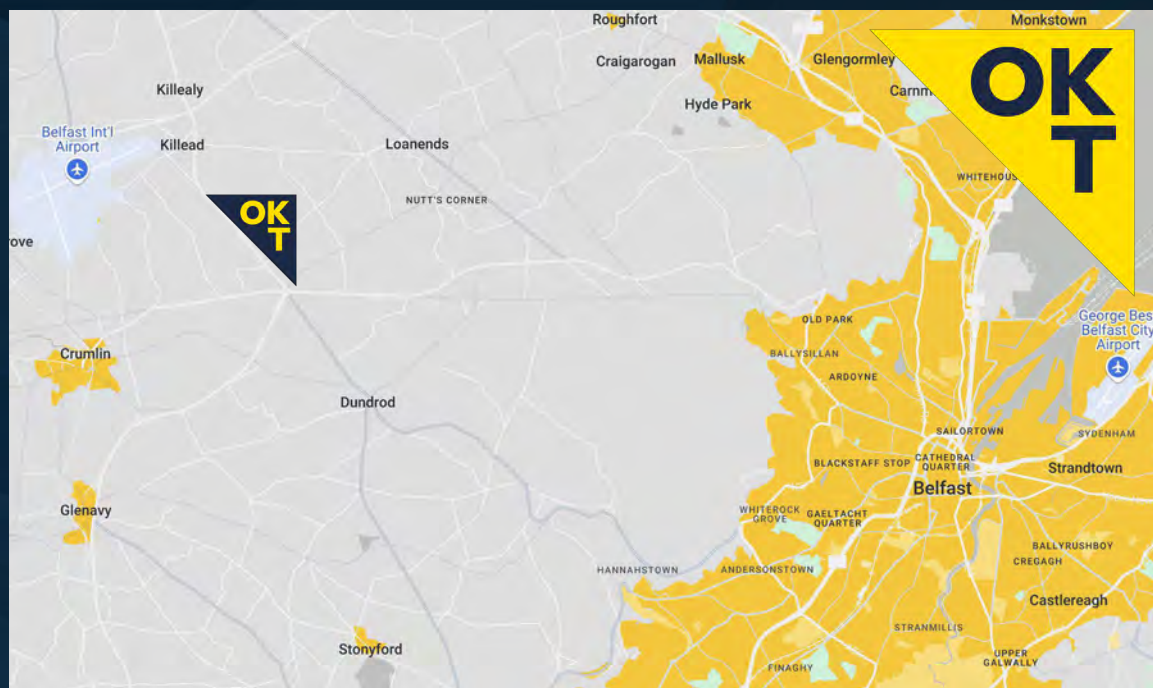 Roughfort
Monkstown
Craigarogan
Mallusk
Glengormley
OK
T
Killealy
Carnm
Hyde Park
Belfast Int'l
Airport
Killead
Loanends
WHITEHOUS
NUTT'S CORNER
OK
T
rove
OLD PARK
George Bes
Belfast City
Airport
Crumlin
BALLYSILLAN
ARDOYNE
Dundrod
SAILORTOWN
SYDENHAM
BLACKSTAFF STOP
CATHEDRAL
QUARTER
Strandtown
Belfast
Glenavy
WHITEROCK
GROVE
GAELTACHT
QUARTER
BALLYRUSHBOY
CREGAGH
HANNAHSTOWN
ANDERSONSTOWN
Castlereagh
STRANMILLIS
Stonyford
UPPER
GALWALLY
FINAGHY